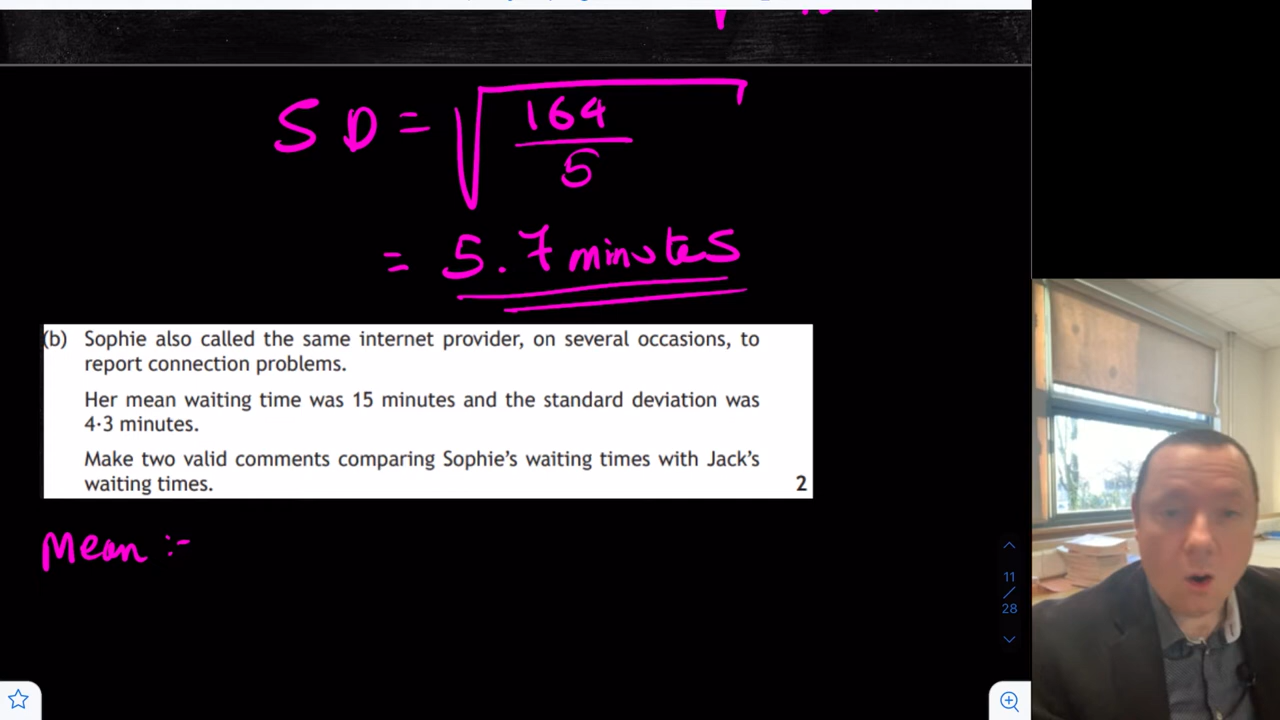 SD = √164/5
= 5.7 minutes
(b) Sophie also called the same internet provider, on several occasions, to
report connection problems.
Her mean waiting time was 15 minutes and the standard deviation was
4·3 minutes.
Make two valid comments comparing Sophie's waiting times with Jack's
waiting times.
2
Mean :-
11
/
28